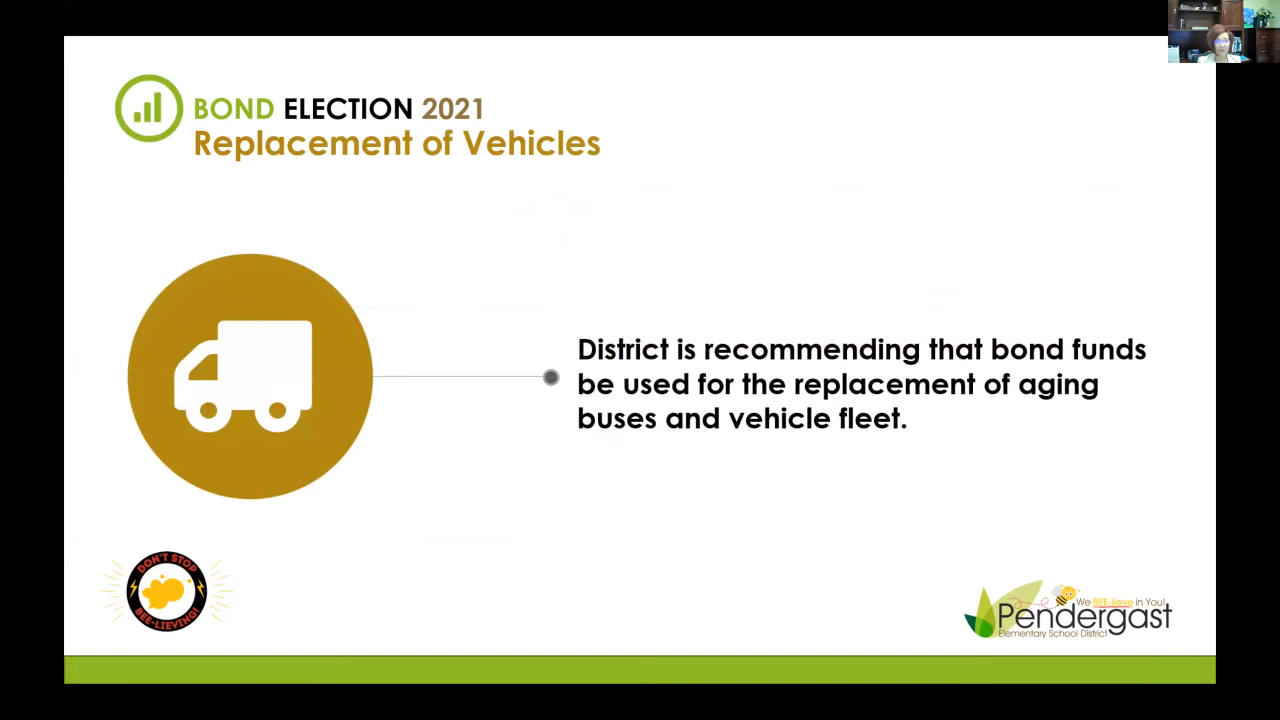 BOND ELECTION 2021
Replacement of Vehicles
District is recommending that bond funds
be used for the replacement of aging
buses and vehicle fleet.
DON'T STOP
BEE-LIEVING!
We BEE-lieve in You!
Pendergast
Elementary School District